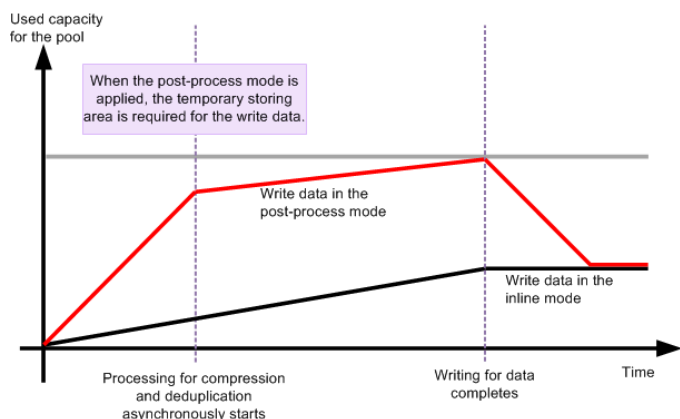 Used capacity
for the pool
When the post-process mode is
applied, the temporary storing
area is required for the write data.
Write data in the
post-process mode
Write data in the
inline mode
Time
Processing for compression
and deduplication
asynchronously starts
Writing for data
completes